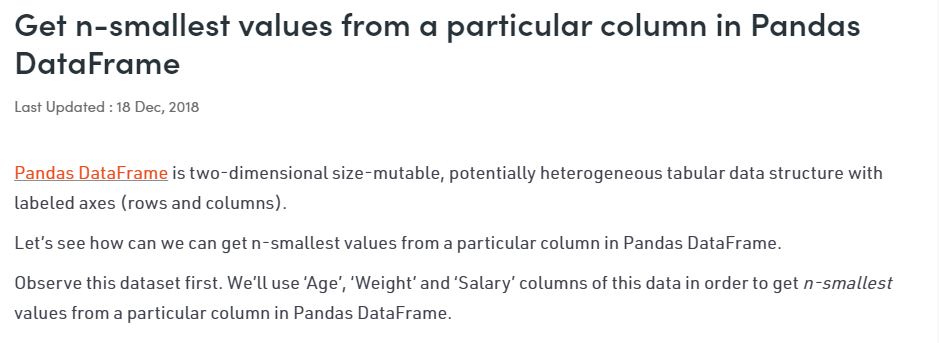 Get n-smallest values from a particular column in Pandas
DataFrame
Last Updated : 18 Dec, 2018
Pandas DataFrame is two-dimensional size-mutable, potentially heterogeneous tabular data structure with
labeled axes (rows and columns).
Let’s see how can we can get n-smallest values from a particular column in Pandas DataFrame.
Observe this dataset first. We’ll use ‘Age’, ‘Weight‘ and ‘Salary’ columns of this data in order to get n-smallest
values from a particular column in Pandas DataFrame.